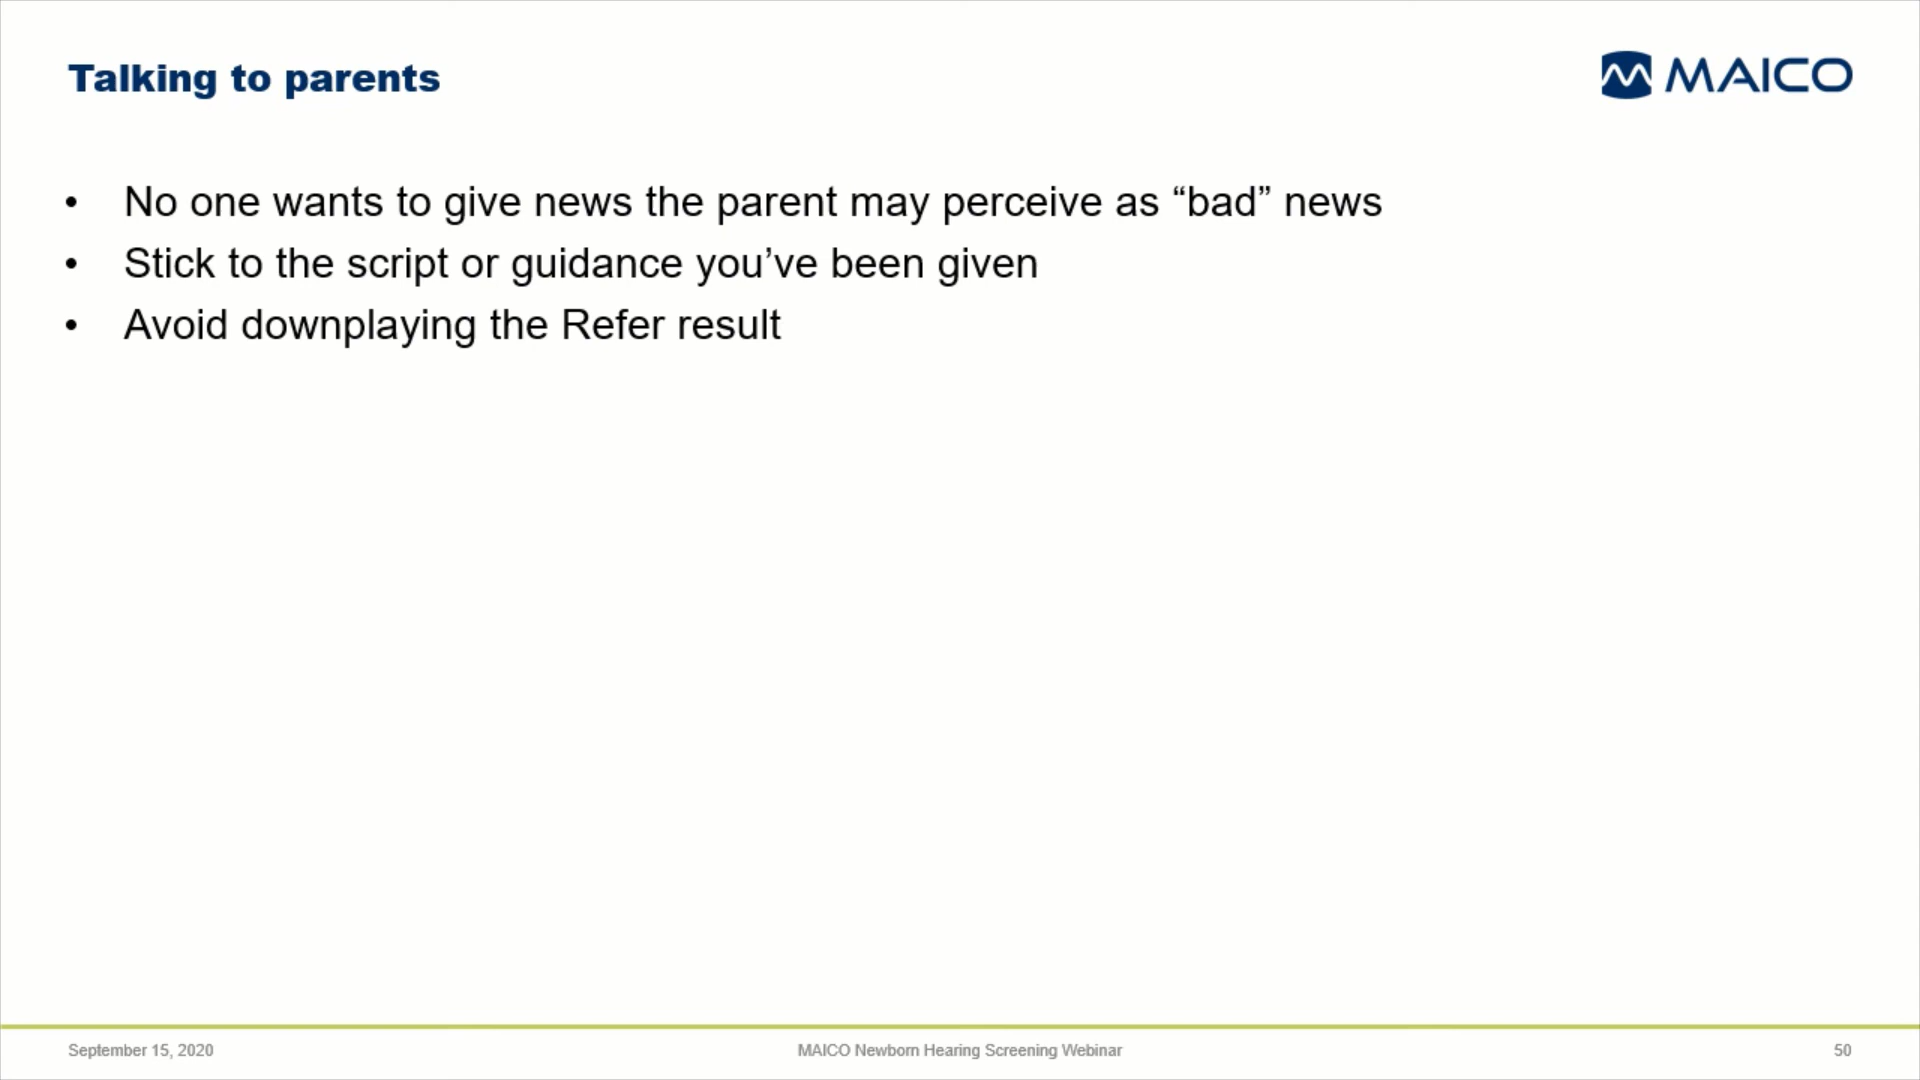 Talking to parents
MAICO
• No one wants to give news the parent may perceive as “bad” news
• Stick to the script or guidance you’ve been given
• Avoid downplaying the Refer result
September 15, 2020
MAICO Newborn Hearing Screening Webinar
50